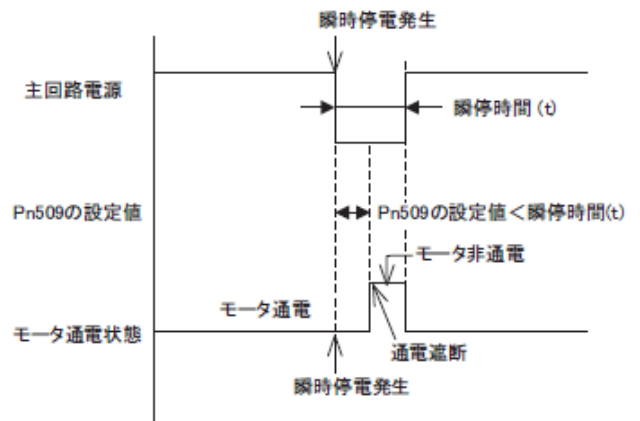 瞬時停電発生
主回路電源
瞬停時間(t)
Pn509の設定値
Pn509の設定値<瞬停時間(t)
モータ非通電
モータ通電
モータ通電状態
通電遮断
瞬時停電発生